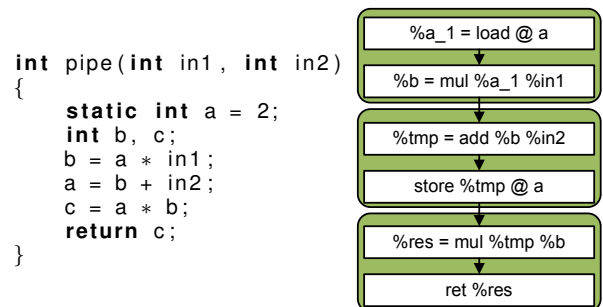 int pipe(int in1, int in2)
{
static int a = 2;
int b, c;
b = a * in1;
a = b + in2;
c = a * b;
return c;
}
%a_1 = load @ a
%b = mul %a_1 %in1
%tmp = add %b %in2
store %tmp @ a
%res = mul %tmp %b
ret %res